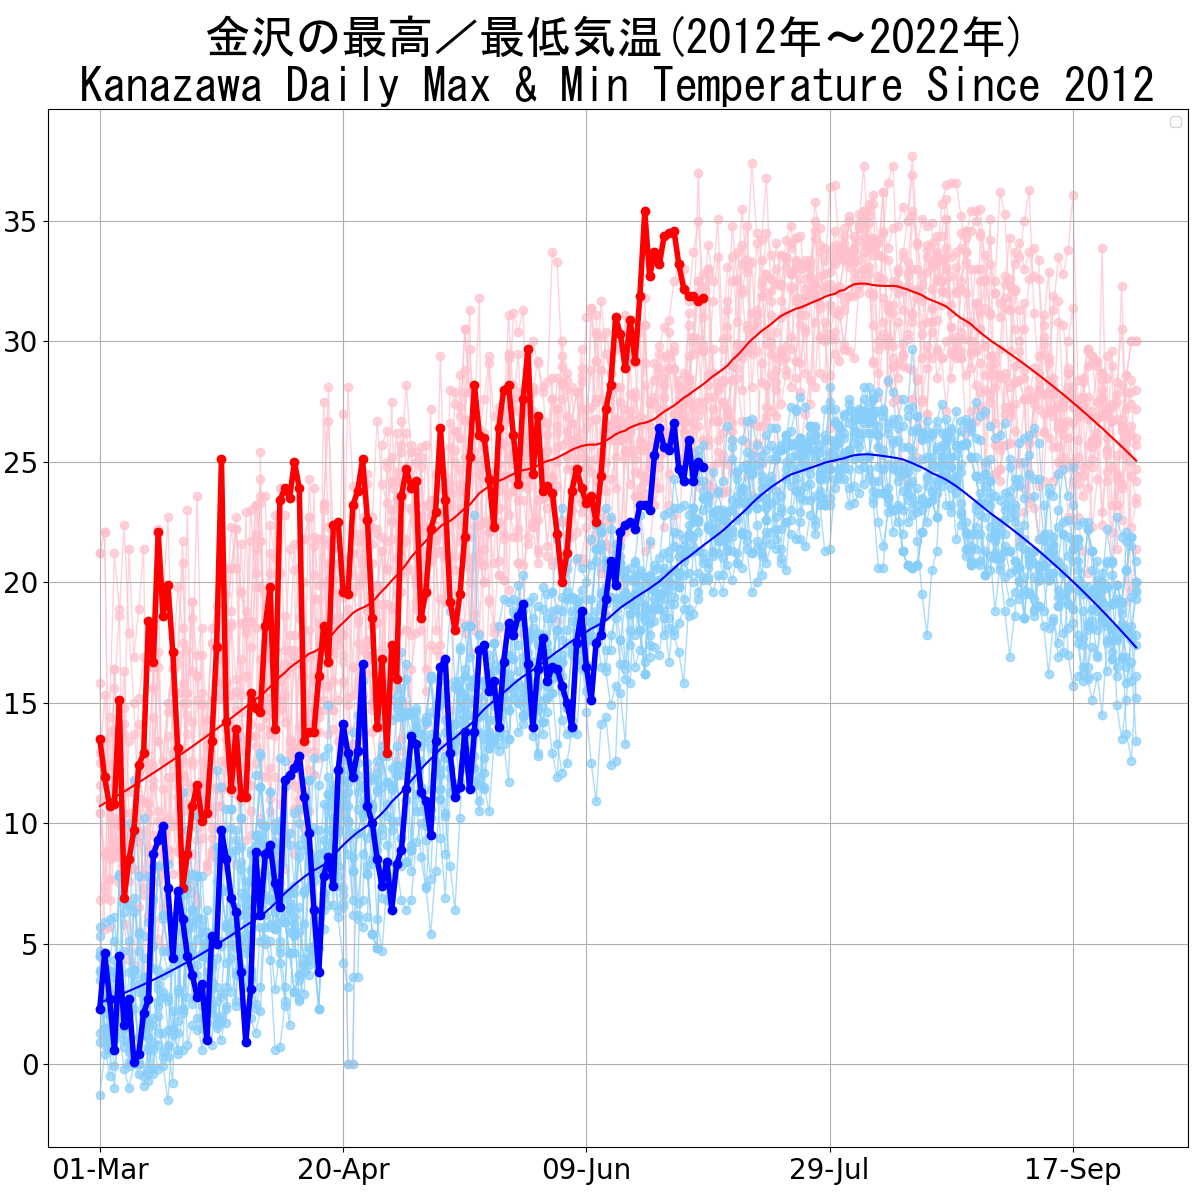 金沢の最高／最低気温(2012年～2022年)
Kanazawa Daily Max & Min Temperature Since 2012
35
30
25
20
15
10
5
0
01-Mar 20-Apr 09-Jun 29-Jul 17-Sep